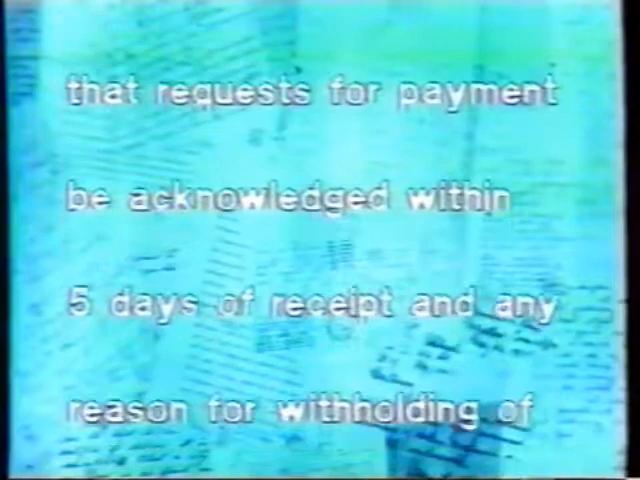 that requests for payment
be acknowledged within
5 days of receipt and any
reason for withholding of